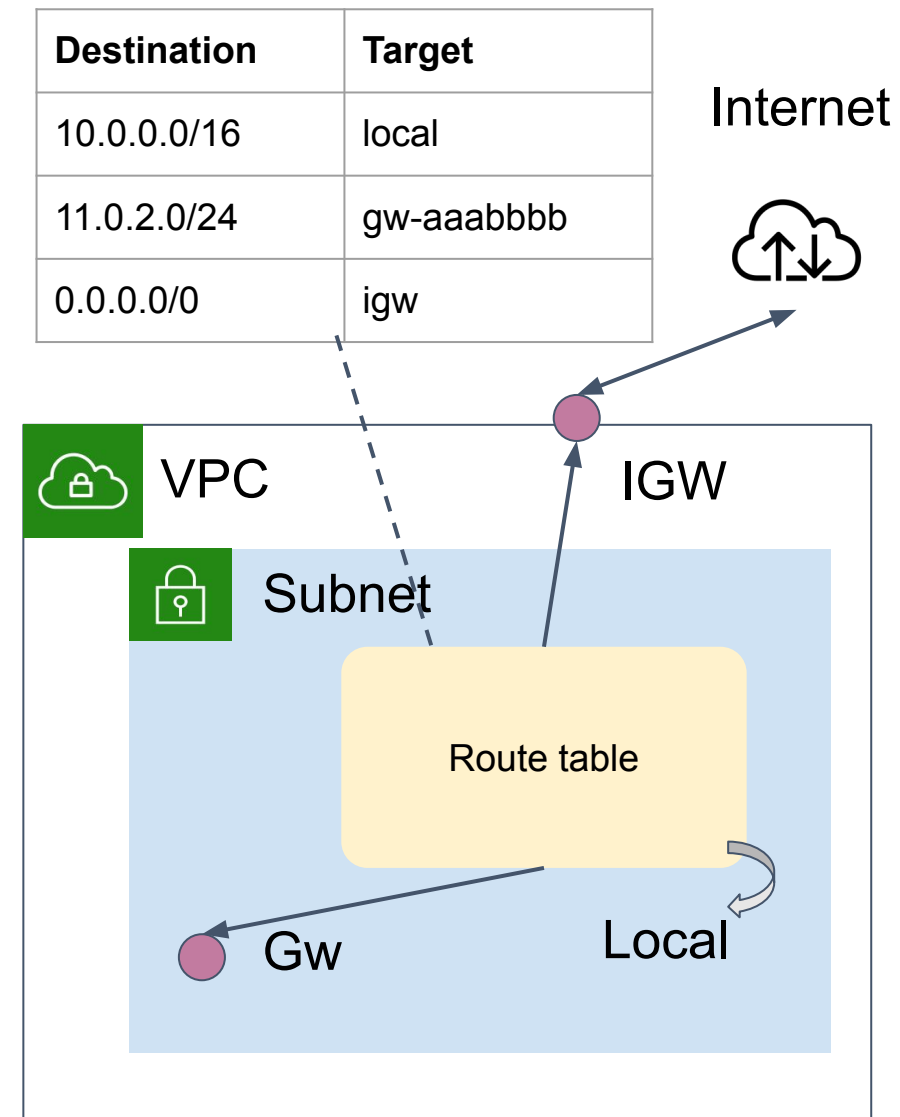 Destination Target
10.0.0.0/16 local
11.0.2.0/24 gw-aaabbbb
0.0.0.0/0 igw
Internet
VPC
IGW
Subnet
Route table
Gw
Local